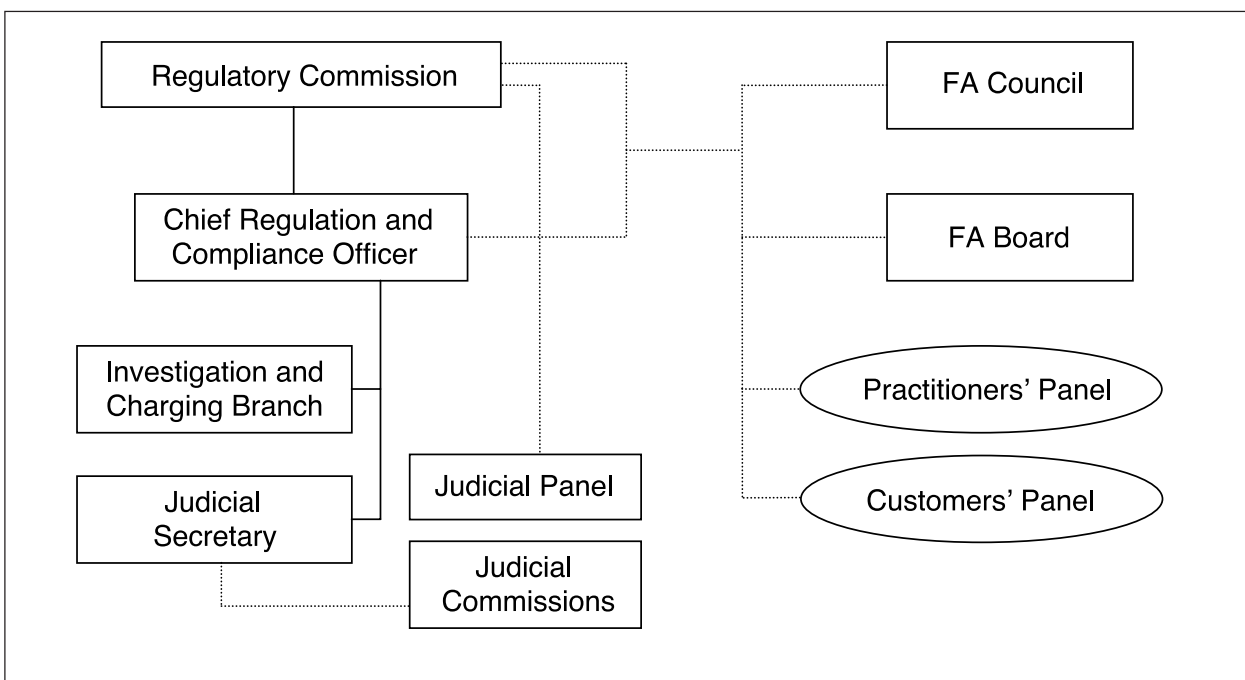 Regulatory Commission
FA Council
Chief Regulation and
Compliance Officer
FA Board
Investigation and
Charging Branch
Practitioners’ Panel
Judicial Panel
Customers’ Panel
Judicial
Secretary
Judicial
Commissions